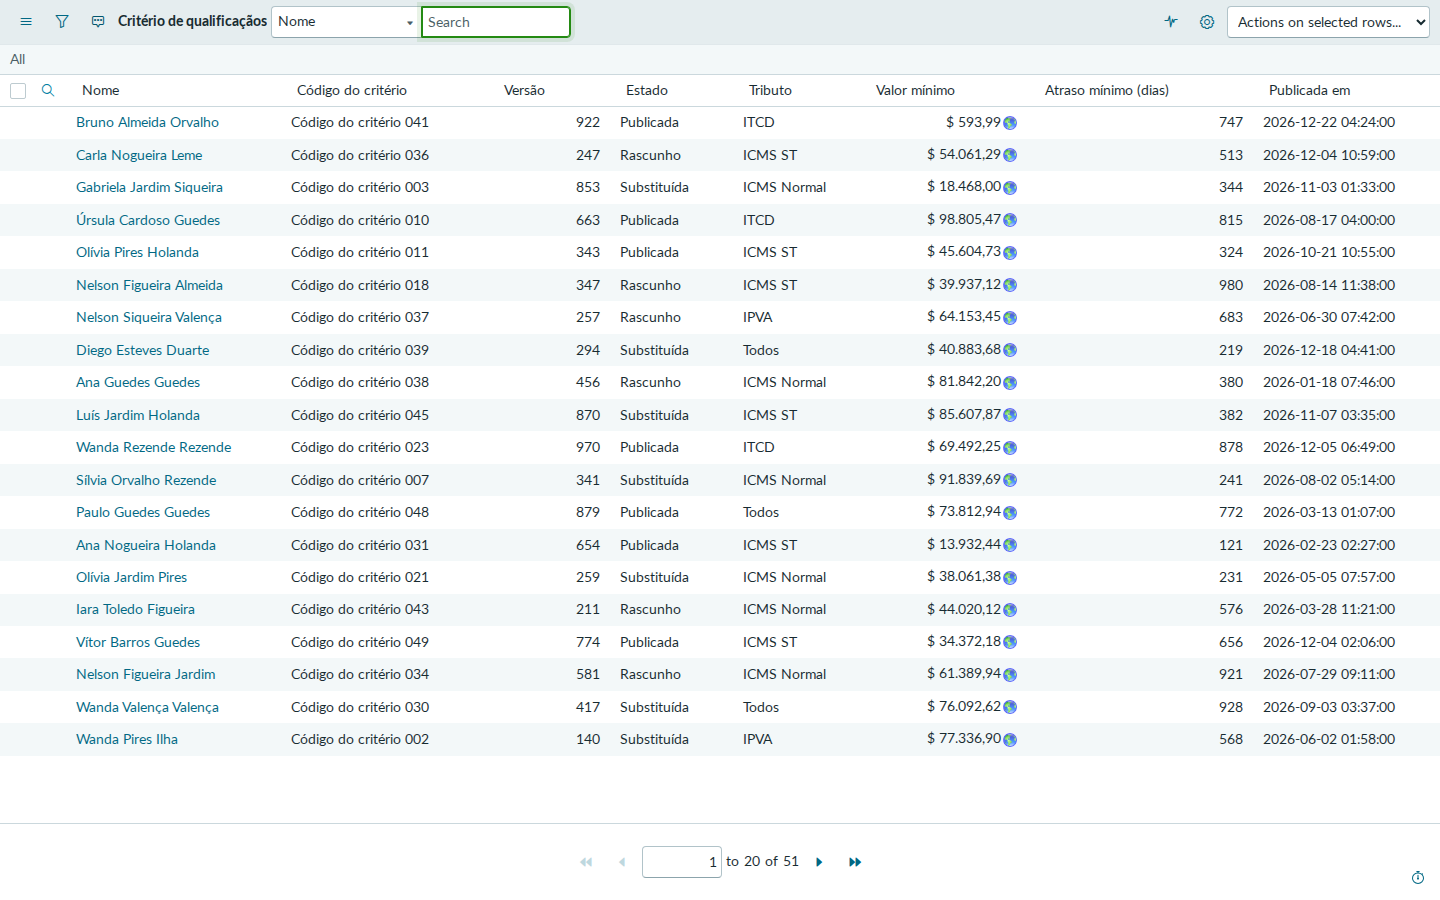 Critério de qualificaçãos Nome Search Actions on selected rows...
All
Nome Código do critério Versão Estado Tributo Valor mínimo Atraso mínimo (dias) Publicada em
Bruno Almeida Orvalho Código do critério 041 922 Publicada ITCD $ 593,99 747 2026-12-22 04:24:00
Carla Nogueira Leme Código do critério 036 247 Rascunho ICMS ST $ 54.061,29 513 2026-12-04 10:59:00
Gabriela Jardim Siqueira Código do critério 003 853 Substituída ICMS Normal $ 18.468,00 344 2026-11-03 01:33:00
Úrsula Cardoso Guedes Código do critério 010 663 Publicada ITCD $ 98.805,47 815 2026-08-17 04:00:00
Olívia Pires Holanda Código do critério 011 343 Publicada ICMS ST $ 45.604,73 324 2026-10-21 10:55:00
Nelson Figueira Almeida Código do critério 018 347 Rascunho ICMS ST $ 39.937,12 980 2026-08-14 11:38:00
Nelson Siqueira Valença Código do critério 037 257 Rascunho IPVA $ 64.153,45 683 2026-06-30 07:42:00
Diego Esteves Duarte Código do critério 039 294 Substituída Todos $ 40.883,68 219 2026-12-18 04:41:00
Ana Guedes Guedes Código do critério 038 456 Rascunho ICMS Normal $ 81.842,20 380 2026-01-18 07:46:00
Luís Jardim Holanda Código do critério 045 870 Substituída ICMS ST $ 85.607,87 382 2026-11-07 03:35:00
Wanda Rezende Rezende Código do critério 023 970 Publicada ITCD $ 69.492,25 878 2026-12-05 06:49:00
Sílvia Orvalho Rezende Código do critério 007 341 Substituída ICMS Normal $ 91.839,69 241 2026-08-02 05:14:00
Paulo Guedes Guedes Código do critério 048 879 Publicada Todos $ 73.812,94 772 2026-03-13 01:07:00
Ana Nogueira Holanda Código do critério 031 654 Publicada ICMS ST $ 13.932,44 121 2026-02-23 02:27:00
Olívia Jardim Pires Código do critério 021 259 Substituída ICMS Normal $ 38.061,38 231 2026-05-05 07:57:00
Iara Toledo Figueira Código do critério 043 211 Rascunho ICMS Normal $ 44.020,12 576 2026-03-28 11:21:00
Vítor Barros Guedes Código do critério 049 774 Publicada ICMS ST $ 34.372,18 656 2026-12-04 02:06:00
Nelson Figueira Jardim Código do critério 034 581 Rascunho ICMS Normal $ 61.389,94 921 2026-07-29 09:11:00
Wanda Valença Valença Código do critério 030 417 Substituída Todos $ 76.092,62 928 2026-09-03 03:37:00
Wanda Pires Ilha Código do critério 002 140 Substituída IPVA $ 77.336,90 568 2026-06-02 01:58:00
1 to 20 of 51